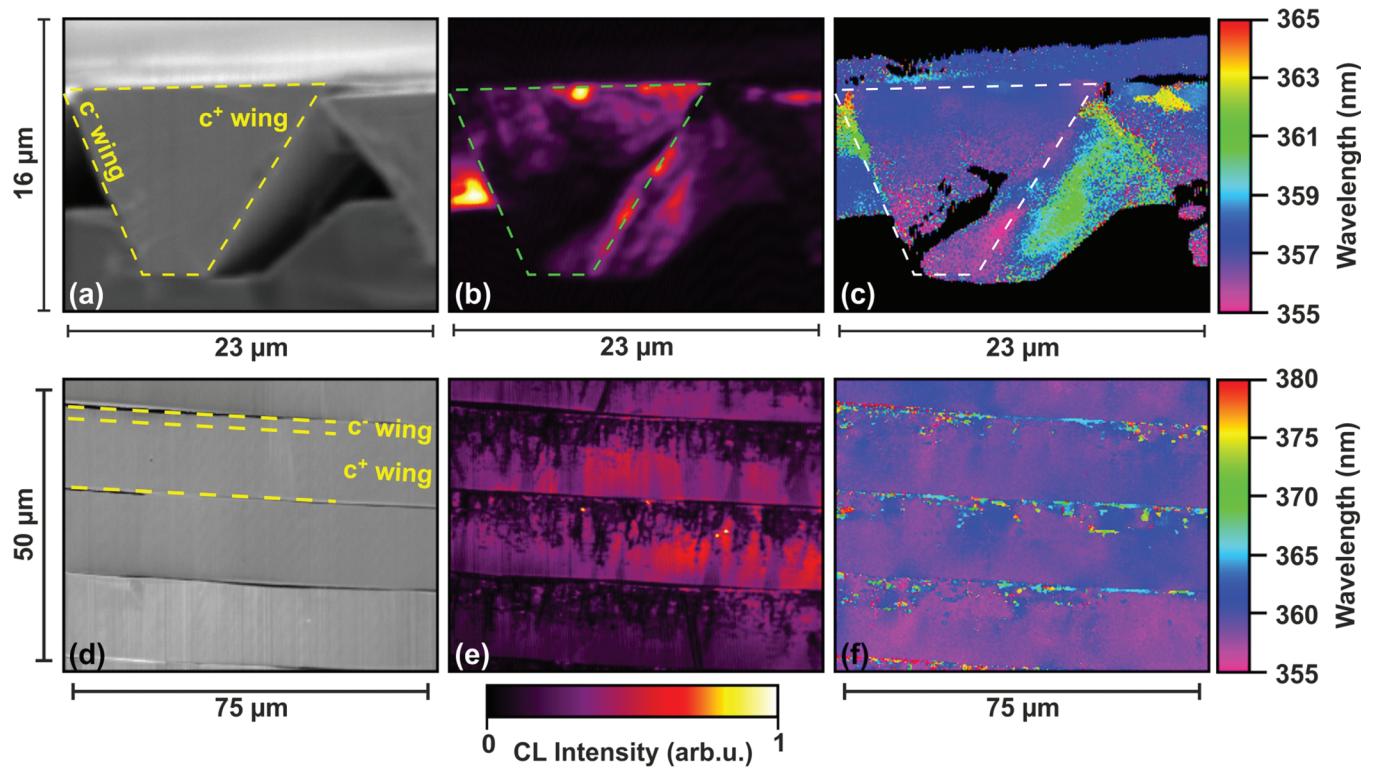 365
c⁻ wing
c⁺ wing
363
16 µm
361
Wavelength (nm)
359
357
(a)
(b)
(c)
355
23 µm
23 µm
23 µm
380
c⁻ wing
375
c⁺ wing
50 µm
370
Wavelength (nm)
365
360
(d)
(e)
(f)
355
75 µm
75 µm
0
CL Intensity (arb.u.)
1